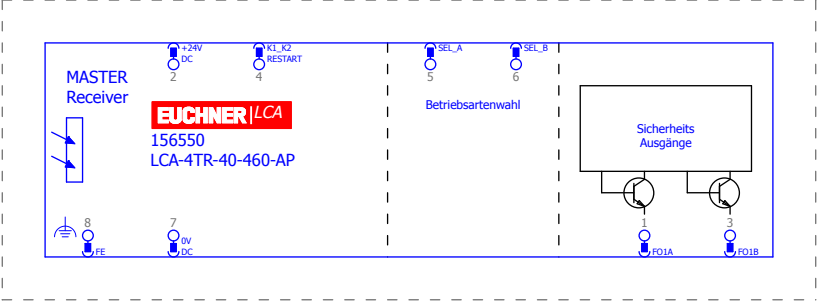 +24V
DC
2
K1_K2
RESTART
4
SEL_A
5
SEL_B
6
MASTER
Receiver
EUCHNER LCA
156550
LCA-4TR-40-460-AP
Betriebsartenwahl
Sicherheits
Ausgänge
8
FE
7
0V
DC
1
FO1A
3
FO1B